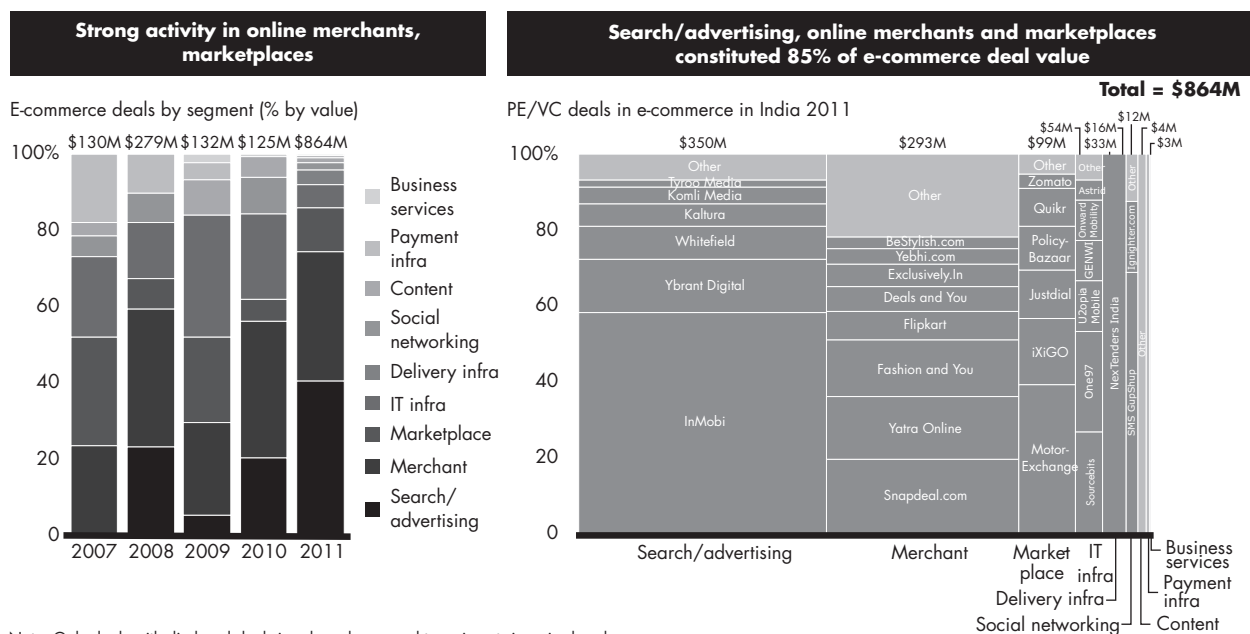 Strong activity in online merchants,
marketplaces
E-commerce deals by segment (% by value)
$130M $279M $132M $125M $864M
100%
80
60
40
20
0
2007 2008 2009 2010 2011
Business
services
Payment
infra
Content
Social
networking
Delivery infra
IT infra
Marketplace
Merchant
Search/
advertising
Search/advertising, online merchants and marketplaces
constituted 85% of e-commerce deal value
Total = $864M
PE/VC deals in e-commerce in India 2011
$350M
$293M
$99M
$54M
$33M
$16M
$12M
$4M
$3M
100%
80
60
40
20
0
Other
Tyroo Media
Komli Media
Kaltura
Whitefield
Ybrant Digital
InMobi
Other
BeStylish.com
Yebhi.com
Exclusively.In
Deals and You
Flipkart
Fashion and You
Yatra Online
Snapdeal.com
Other
Zomato
Quikr
Policy-
Bazaar
Justdial
iXiGO
Motor-
Exchange
Other
Astrid
Onward
Mobility
GENWI
U2opia
Mobile
One97
Sourcebits
NexTenders India
Other
Ignighter.com
SMS GupShup
Other
Search/advertising
Merchant
Market
place
IT
infra
Delivery infra
Social networking
Content
Payment
infra
Business
services